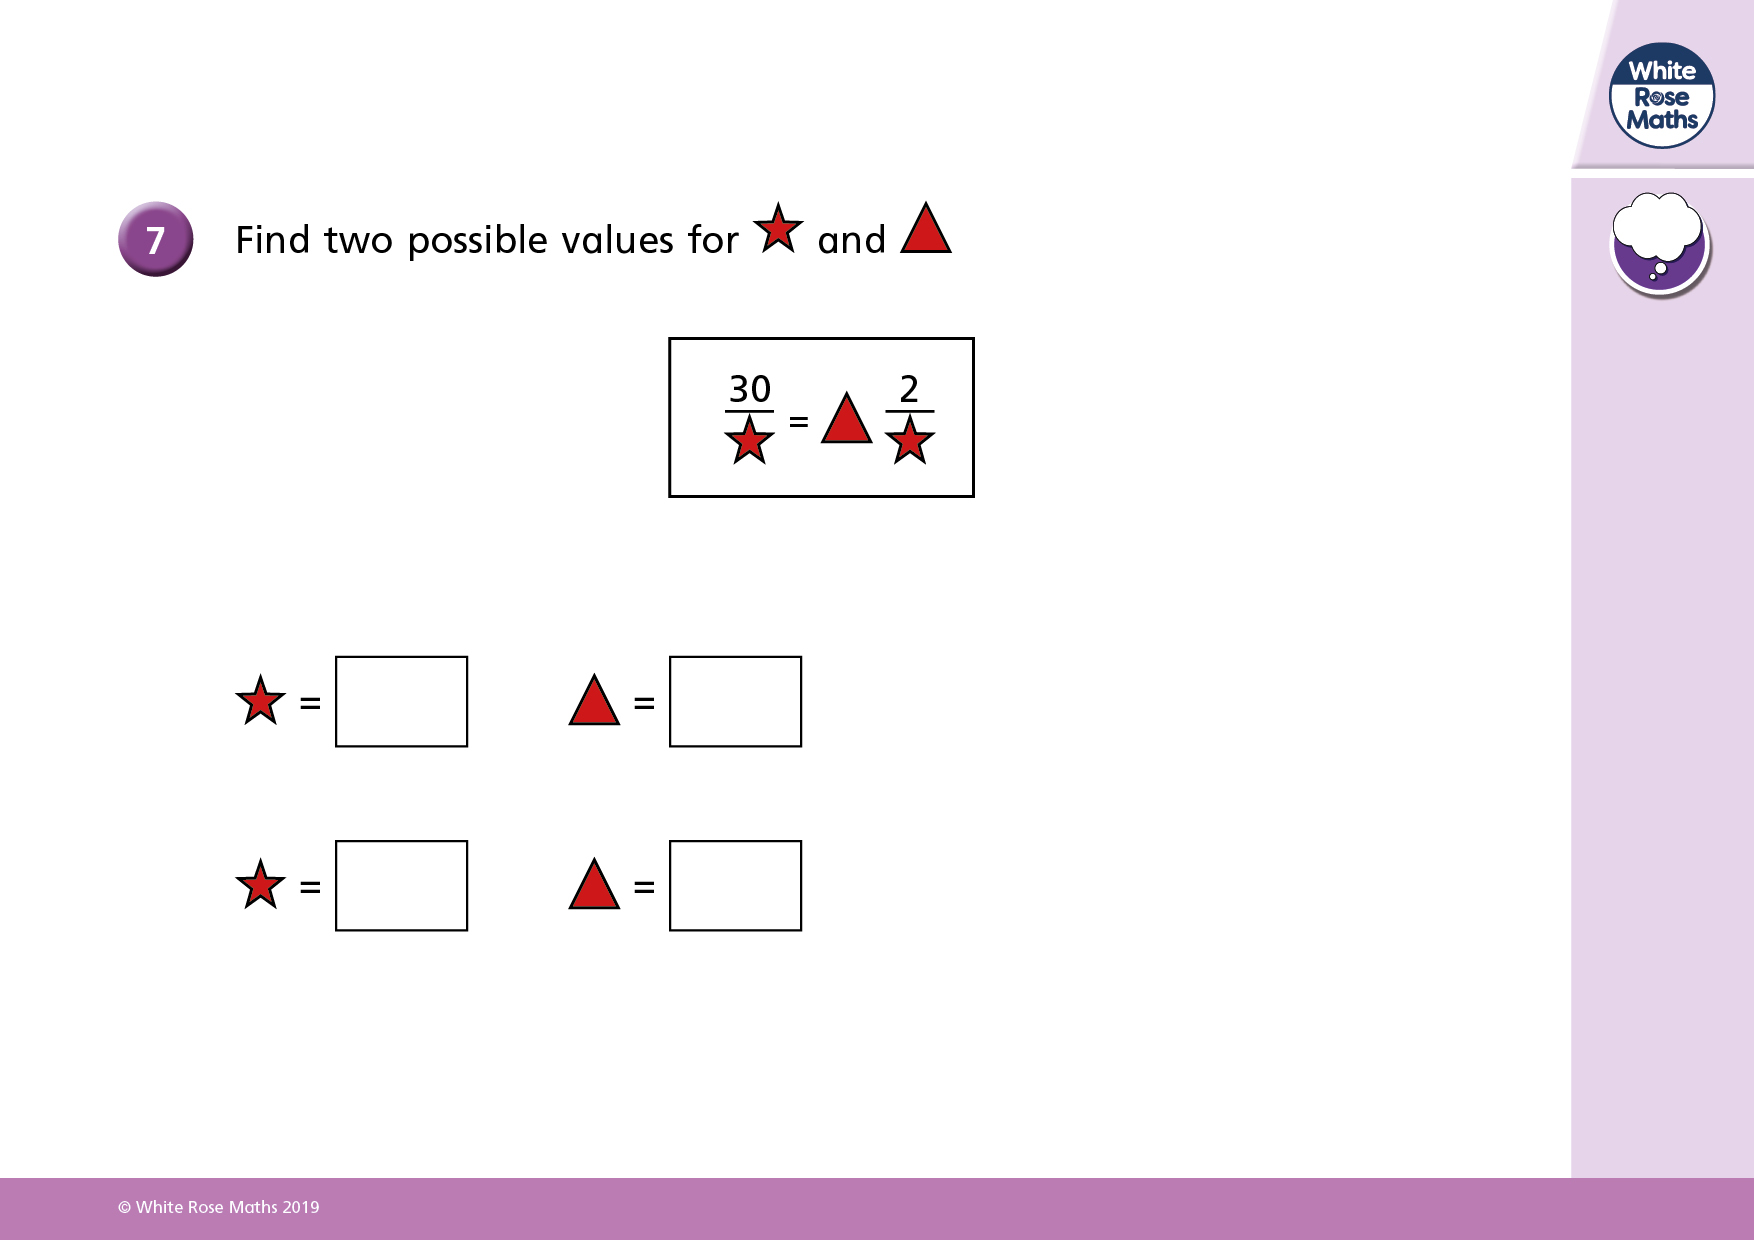 White
Rose
Maths
7 Find two possible values for ★ and ▲
30/★ = ▲ 2/★
★ = ▲ =
★ = ▲ =
© White Rose Maths 2019